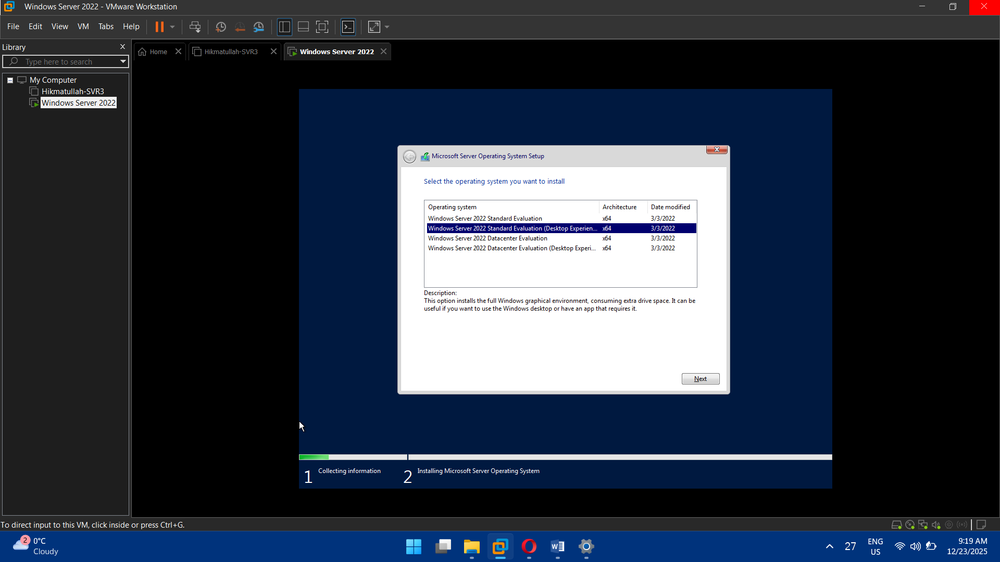 Windows Server 2022 - VMware Workstation
File Edit View VM Tabs Help
Library
Type here to search
My Computer
Hikmatullah-SVR3
Windows Server 2022
Home
Hikmatullah-SVR3
Windows Server 2022
Microsoft Server Operating System Setup
Select the operating system you want to install
Operating system Architecture Date modified
Windows Server 2022 Standard Evaluation x64 3/3/2022
Windows Server 2022 Standard Evaluation (Desktop Experien... x64 3/3/2022
Windows Server 2022 Datacenter Evaluation x64 3/3/2022
Windows Server 2022 Datacenter Evaluation (Desktop Experi... x64 3/3/2022
Description:
This option installs the full Windows graphical environment, consuming extra drive space. It can be
useful if you want to use the Windows desktop or have an app that requires it.
Next
1 Collecting information 2 Installing Microsoft Server Operating System
To direct input to this VM, click inside or press Ctrl+G.
2
0°C
Cloudy
27
ENG
US
9:19 AM
12/23/2025